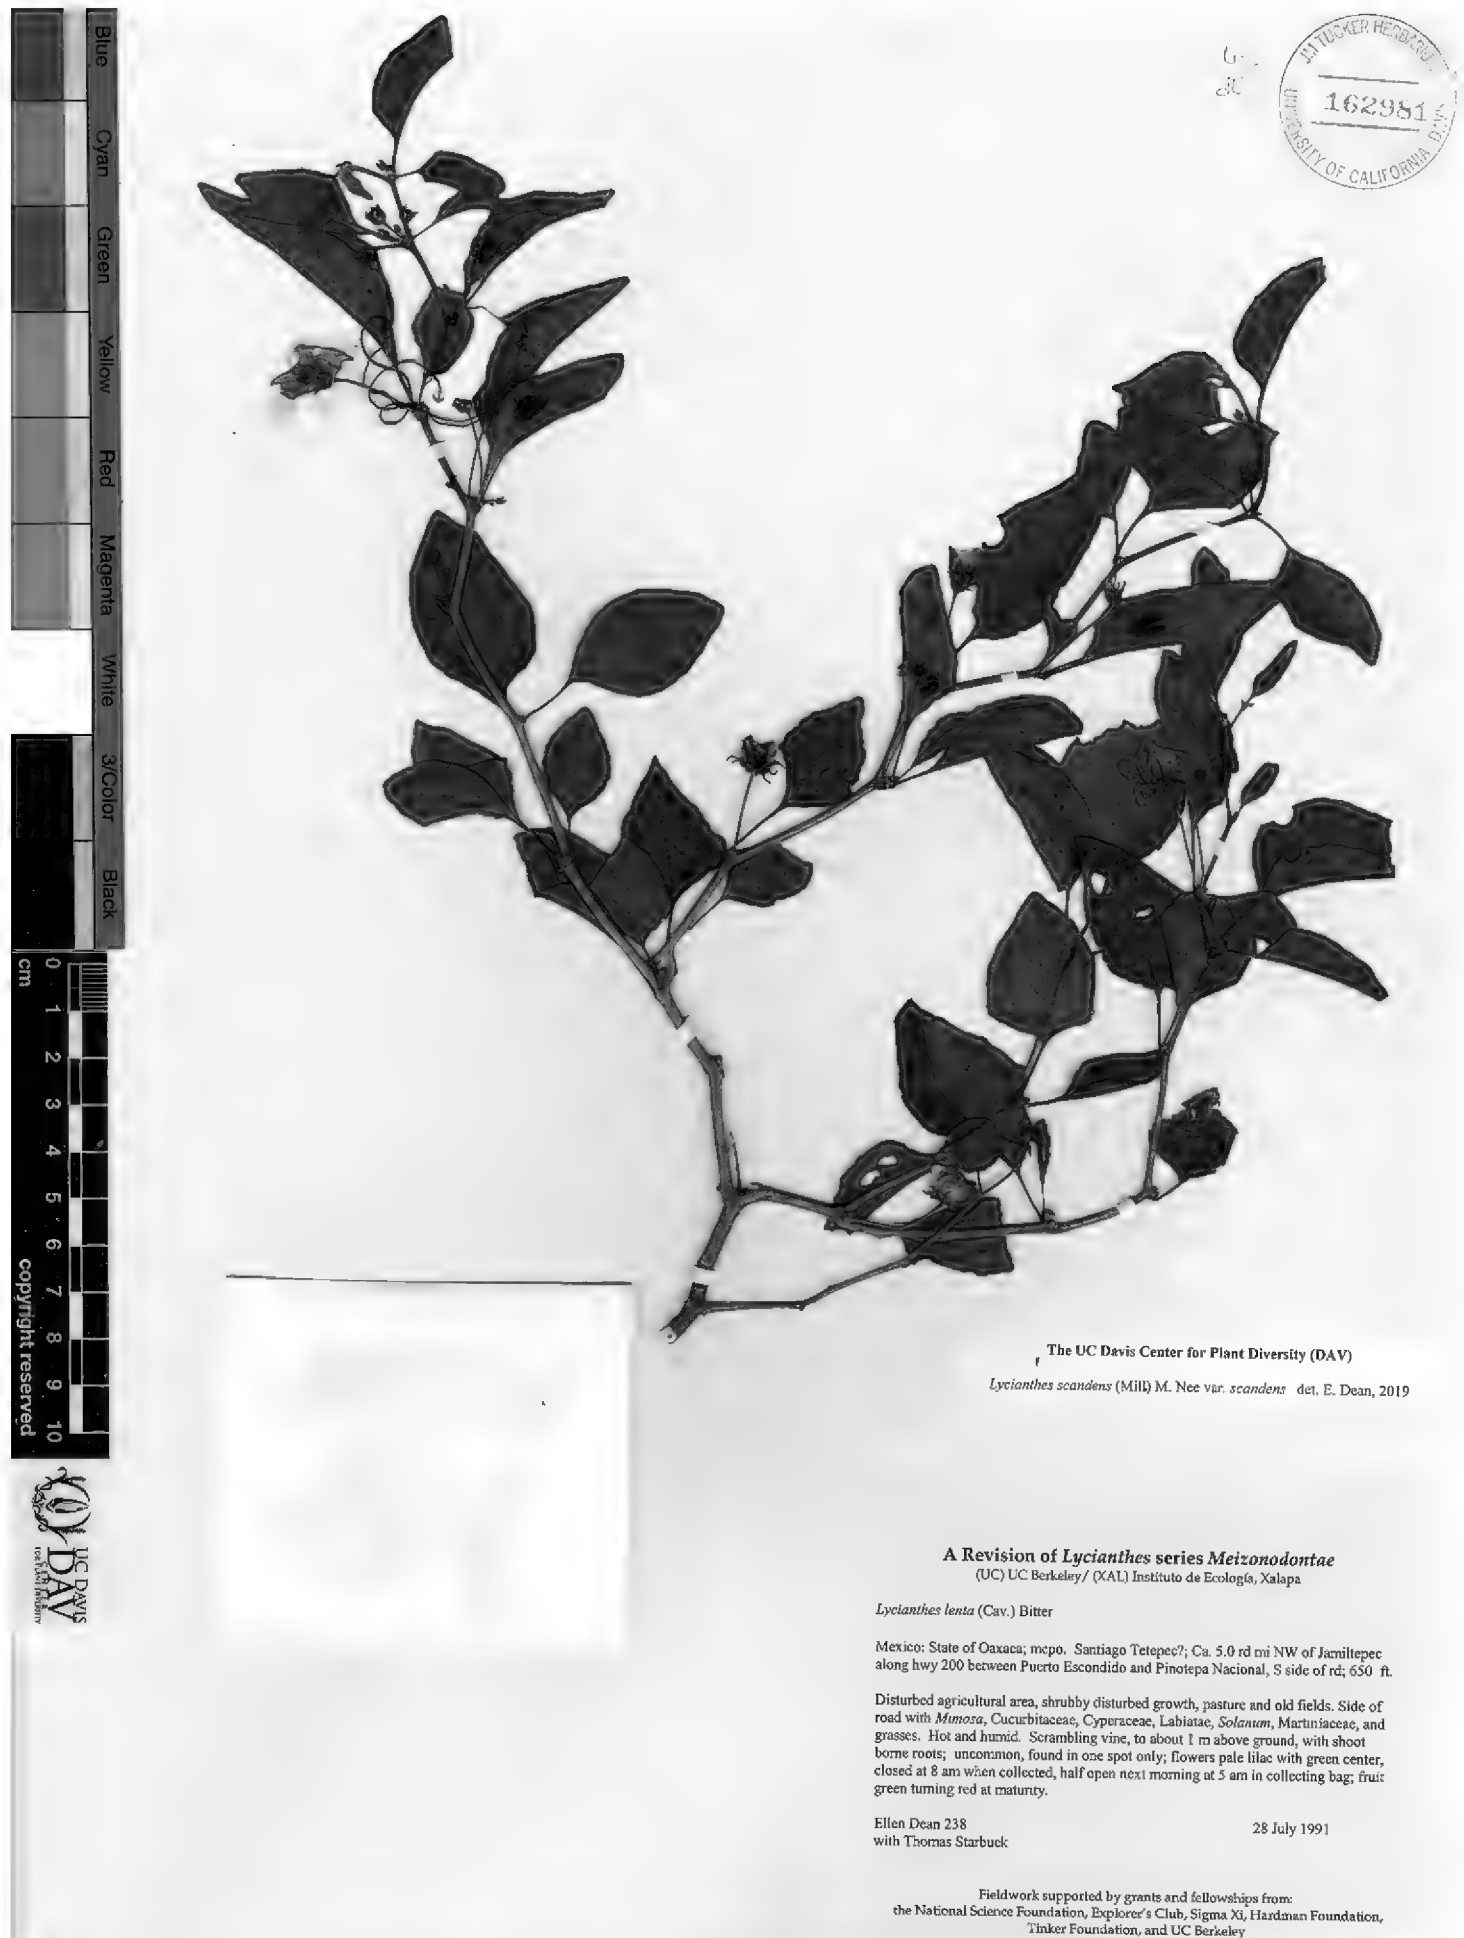 Blue
Cyan
Green
Yellow
Red
Magenta
White
3/Color
Black
cm
0 1 2 3 4 5 6 7 8 9 10
copyright reserved
UC DAVIS
DAV
CENTER
FOR PLANT DIVERSITY
162981
UNIVERSITY OF CALIFORNIA DAVIS
The UC Davis Center for Plant Diversity (DAV)
Lycianthes scandens (Mill) M. Nee var. scandens det. E. Dean, 2019
A Revision of Lycianthes series Meizonodontae
(UC) UC Berkeley/ (XAL) Instituto de Ecología, Xalapa
Lycianthes lenta (Cav.) Bitter
Mexico: State of Oaxaca; mcpo. Santiago Tetepec?; Ca. 5.0 rd mi NW of Jamiltepec
along hwy 200 between Puerto Escondido and Pinotepa Nacional, S side of rd; 650 ft.
Disturbed agricultural area, shrubby disturbed growth, pasture and old fields. Side of
road with Mimosa, Cucurbitaceae, Cyperaceae, Labiatae, Solanum, Martiniaceae, and
grasses. Hot and humid. Scrambling vine, to about 1 m above ground, with shoot
borne roots; uncommon, found in one spot only; flowers pale lilac with green center,
closed at 8 am when collected, half open next morning at 5 am in collecting bag; fruit
green turning red at maturity.
Ellen Dean 238
28 July 1991
with Thomas Starbuck
Fieldwork supported by grants and fellowships from:
the National Science Foundation, Explorer's Club, Sigma Xi, Hardman Foundation,
Tinker Foundation, and UC Berkeley